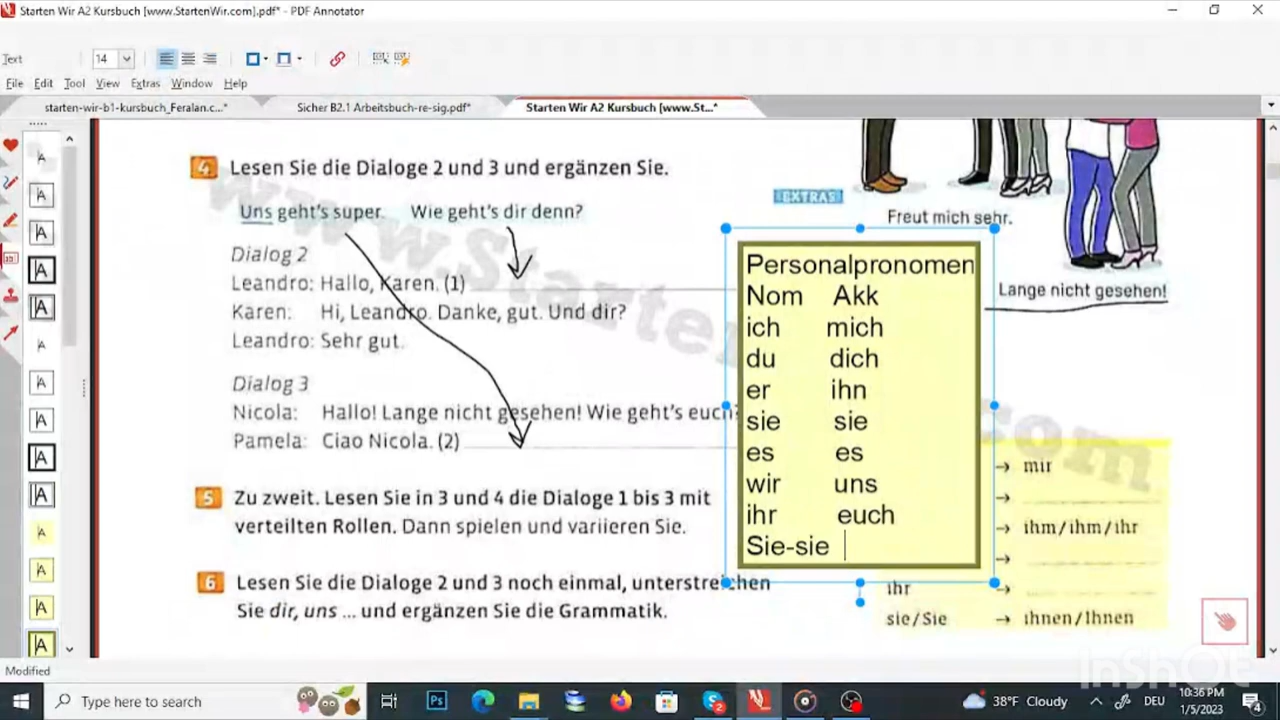 Starten Wir A2 Kursbuch [www.StartenWir.com].pdf* - PDF Annotator
Text 14
File Edit Tool View Extras Window Help
starten-wir-b1-kursbuch_Feralan.c...* Sicher B2.1 Arbeitsbuch-re-sig.pdf* Starten Wir A2 Kursbuch [www.St...*
4 Lesen Sie die Dialoge 2 und 3 und ergänzen Sie.
Uns geht's super. Wie geht's dir denn?
Dialog 2
Leandro: Hallo, Karen. (1)
Karen: Hi, Leandro. Danke, gut. Und dir?
Leandro: Sehr gut.
Dialog 3
Nicola: Hallo! Lange nicht gesehen! Wie geht's euch?
Pamela: Ciao Nicola. (2)
5 Zu zweit. Lesen Sie in 3 und 4 die Dialoge 1 bis 3 mit
verteilten Rollen. Dann spielen und variieren Sie.
6 Lesen Sie die Dialoge 2 und 3 noch einmal, unterstreichen
Sie dir, uns ... und ergänzen Sie die Grammatik.
EXTRAS
Freut mich sehr.
Lange nicht gesehen!
Personalpronomen
Nom Akk
ich mich
du dich
er ihn
sie sie
es es
wir uns
ihr euch
Sie-sie
→ mir
→
→ ihm/ihm/ihr
→
ihr →
sie/Sie → ihnen/Ihnen
www.Starten
com
Modified
InShOt
Type here to search
38°F Cloudy
DEU
10:36 PM
1/5/2023